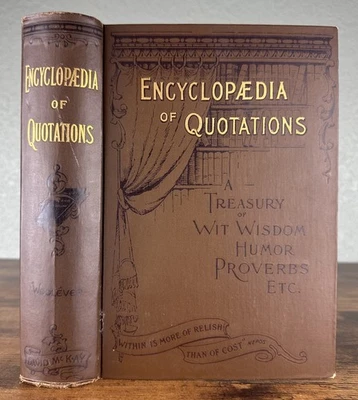 ENCYCLOPÆDIA
OF
QUOTATIONS
DAVID McKAY
ENCYCLOPÆDIA
OF QUOTATIONS
A
TREASURY
OF
WIT WISDOM
HUMOR
PROVERBS
ETC.
WITHIN IS MORE OF RELISH
THAN OF COST